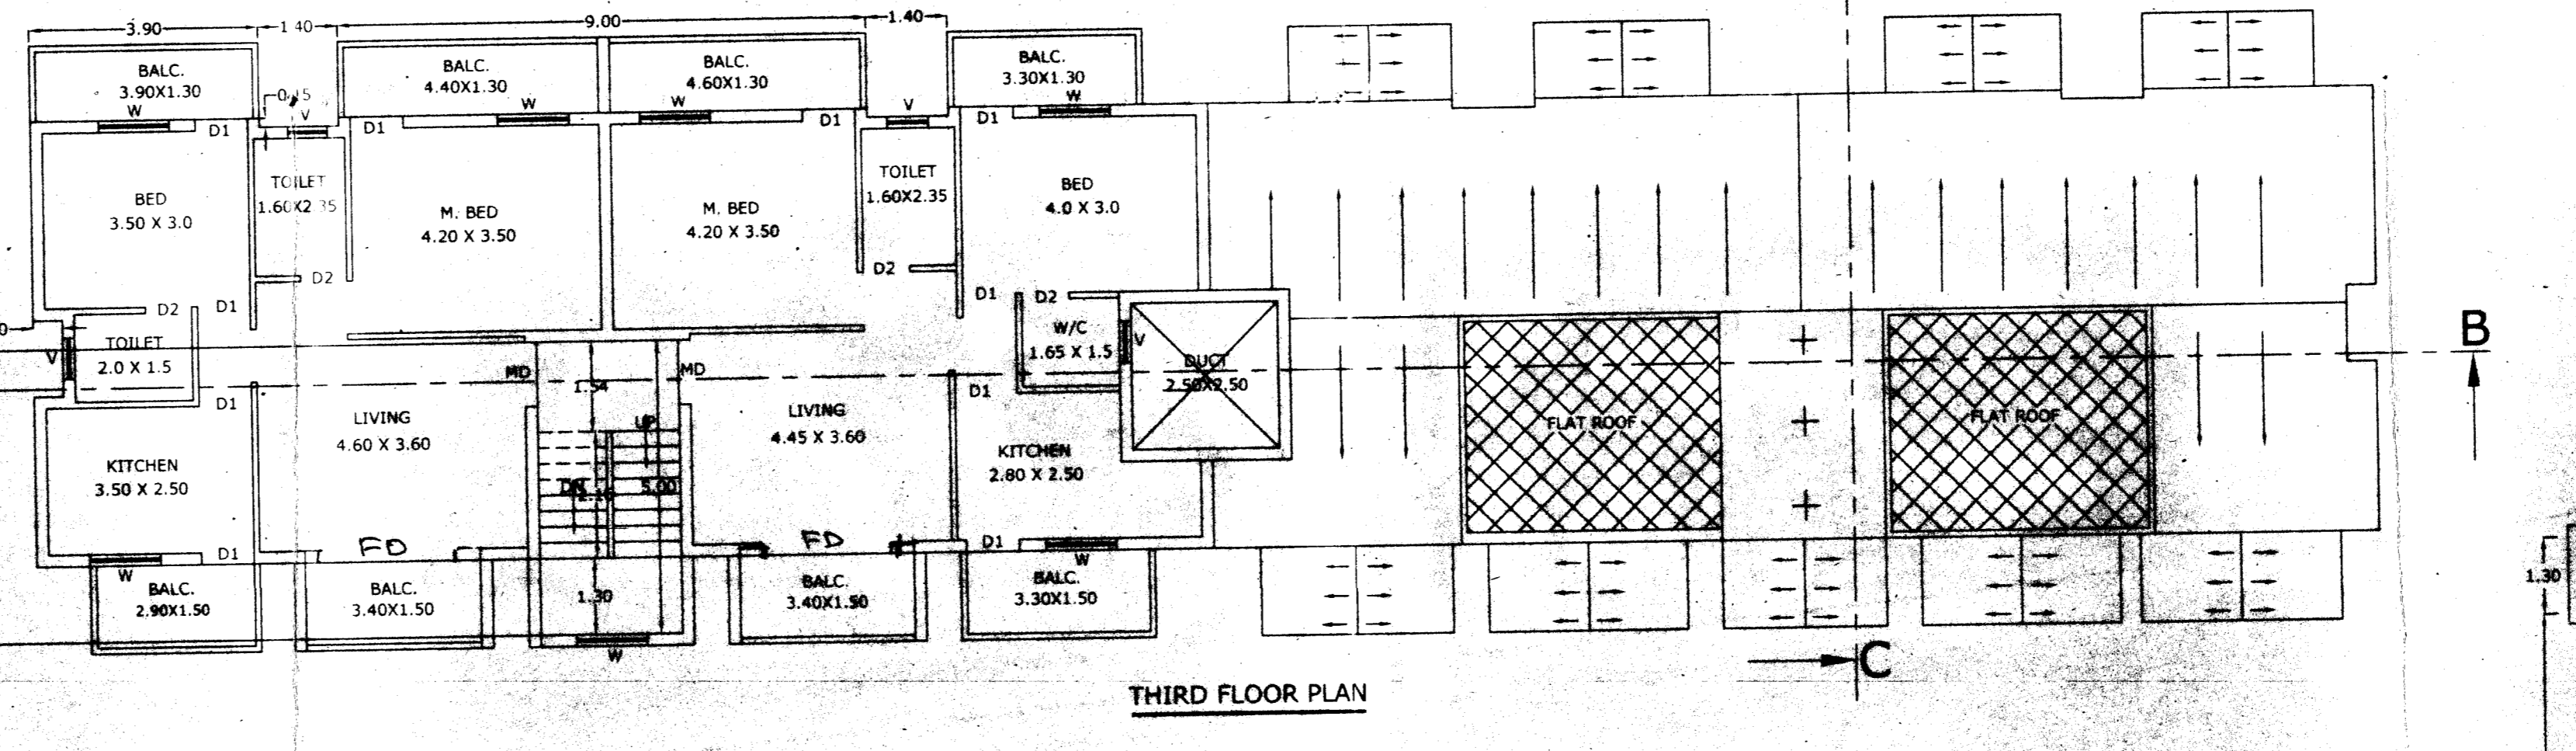 3.90
1.40
9.00
1.40
BALC.
3.90X1.30
BALC.
4.40X1.30
BALC.
4.60X1.30
BALC.
3.30X1.30
W
W
W
W
V
V
0.15
D1
D1
D1
D1
BED
3.50 X 3.0
TOILET
1.60X2.35
M. BED
4.20 X 3.50
M. BED
4.20 X 3.50
TOILET
1.60X2.35
BED
4.0 X 3.0
D2
D2
D2
D1
D1
D2
V
TOILET
2.0 X 1.5
W/C
1.65 X 1.5
V
DUCT
2.50X2.50
MD
MD
1.54
D1
D1
LIVING
4.60 X 3.60
LIVING
4.45 X 3.60
UP
DN
5.00
KITCHEN
3.50 X 2.50
KITCHEN
2.80 X 2.50
FLAT ROOF
FLAT ROOF
B
FD
FD
D1
D1
W
W
BALC.
2.90X1.50
BALC.
3.40X1.50
1.30
BALC.
3.40X1.50
BALC.
3.30X1.50
W
1.30
C
THIRD FLOOR PLAN